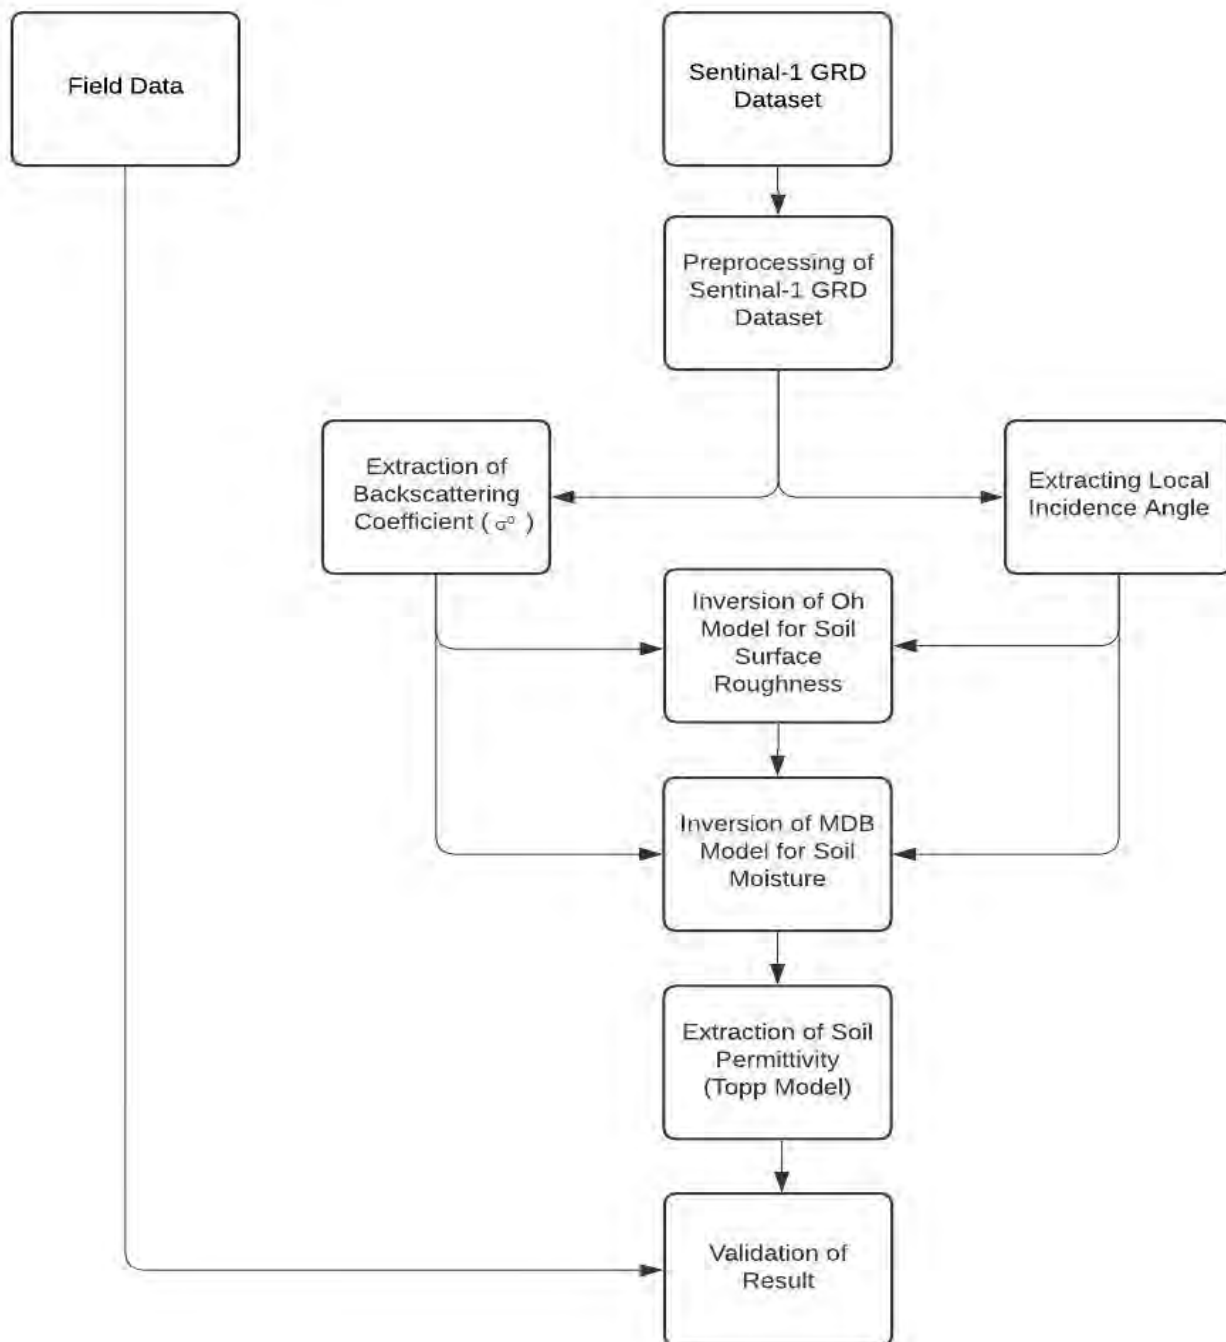 Field Data
Sentinal-1 GRD
Dataset
Preprocessing of
Sentinal-1 GRD
Dataset
Extraction of
Backscattering
Coefficient ( σ° )
Extracting Local
Incidence Angle
Inversion of Oh
Model for Soil
Surface
Roughness
Inversion of MDB
Model for Soil
Moisture
Extraction of Soil
Permittivity
(Topp Model)
Validation of
Result